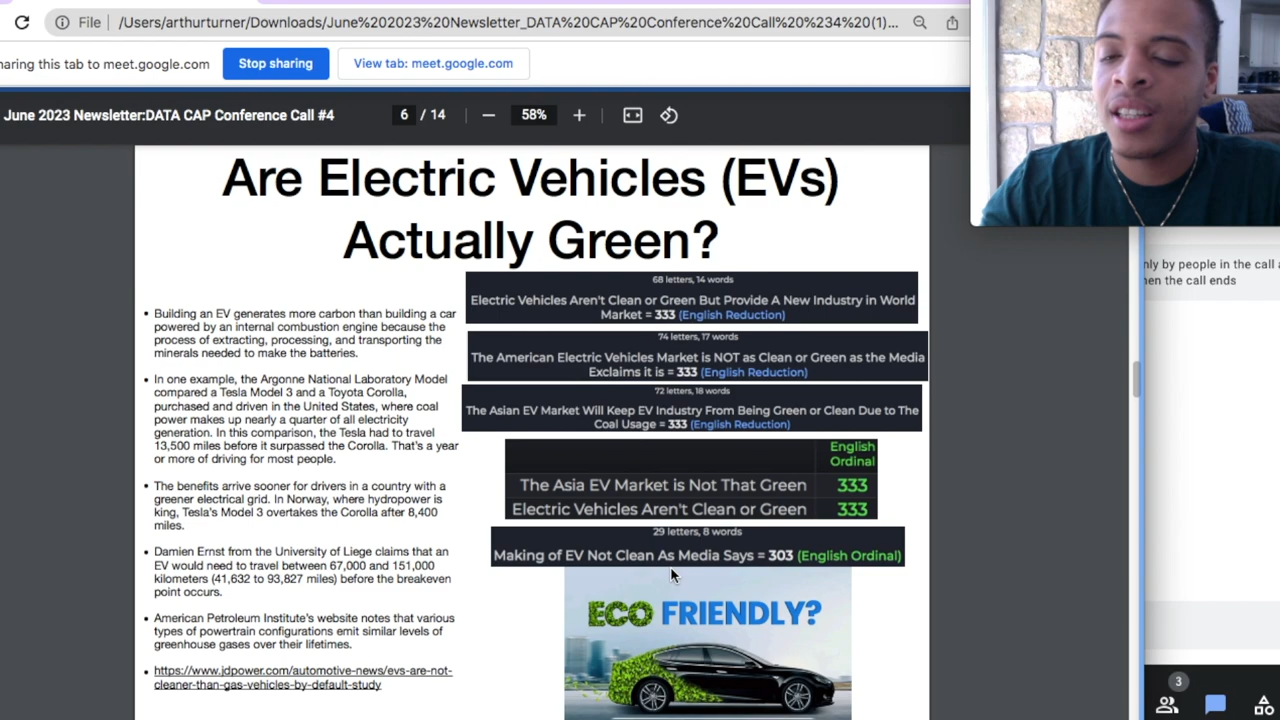 File
/Users/arthurturner/Downloads/June%202023%20Newsletter_DATA%20CAP%20Conference%20Call%20%234%20(1)...
haring this tab to meet.google.com
Stop sharing
View tab: meet.google.com
June 2023 Newsletter:DATA CAP Conference Call #4
6 / 14
58%
Are Electric Vehicles (EVs)
Actually Green?
• Building an EV generates more carbon than building a car
powered by an internal combustion engine because the
process of extracting, processing, and transporting the
minerals needed to make the batteries.
• In one example, the Argonne National Laboratory Model
compared a Tesla Model 3 and a Toyota Corolla,
purchased and driven in the United States, where coal
power makes up nearly a quarter of all electricity
generation. In this comparison, the Tesla had to travel
13,500 miles before it surpassed the Corolla. That's a year
or more of driving for most people.
• The benefits arrive sooner for drivers in a country with a
greener electrical grid. In Norway, where hydropower is
king, Tesla's Model 3 overtakes the Corolla after 8,400
miles.
• Damien Ernst from the University of Liege claims that an
EV would need to travel between 67,000 and 151,000
kilometers (41,632 to 93,827 miles) before the breakeven
point occurs.
• American Petroleum Institute's website notes that various
types of powertrain configurations emit similar levels of
greenhouse gases over their lifetimes.
• https://www.jdpower.com/automotive-news/evs-are-not-
cleaner-than-gas-vehicles-by-default-study
68 letters, 14 words
Electric Vehicles Aren't Clean or Green But Provide A New Industry in World
Market = 333 (English Reduction)
74 letters, 17 words
The American Electric Vehicles Market is NOT as Clean or Green as the Media
Exclaims it is = 333 (English Reduction)
72 letters, 18 words
The Asian EV Market Will Keep EV Industry From Being Green or Clean Due to The
Coal Usage = 333 (English Reduction)
English
Ordinal
The Asia EV Market is Not That Green 333
Electric Vehicles Aren't Clean or Green 333
29 letters, 8 words
Making of EV Not Clean As Media Says = 303 (English Ordinal)
ECO FRIENDLY?
nly by people in the call a
hen the call ends
3